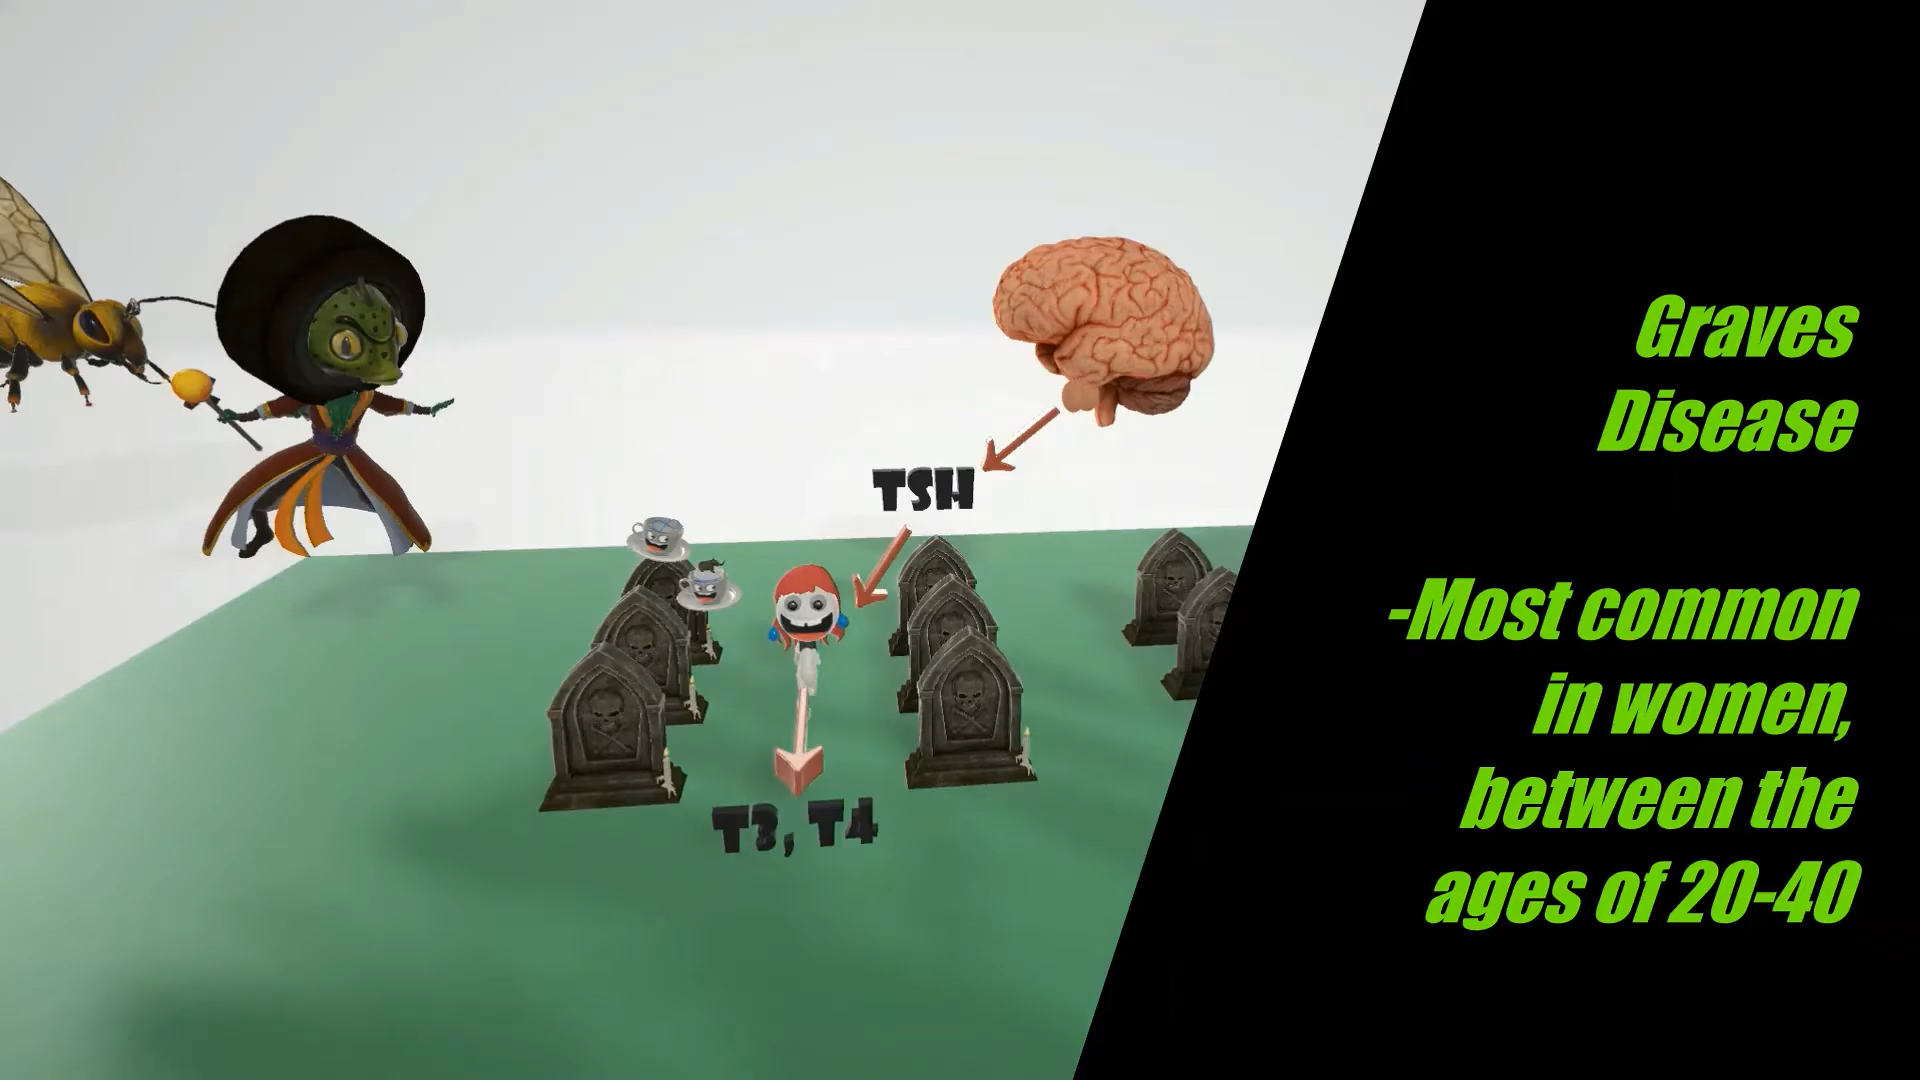 TSH
T3, T4
Graves
Disease
-Most common
in women,
between the
ages of 20-40